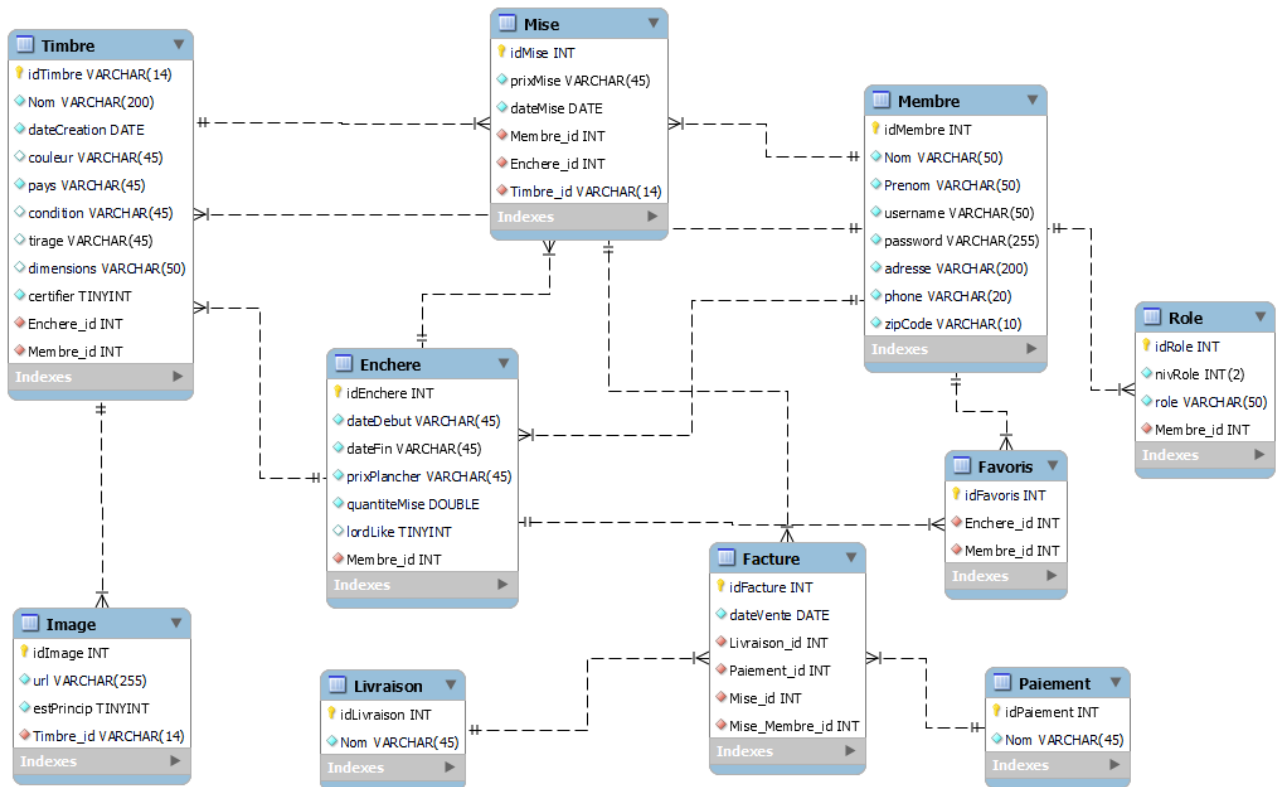 Timbre
idTimbre VARCHAR(14)
Nom VARCHAR(200)
dateCreation DATE
couleur VARCHAR(45)
pays VARCHAR(45)
condition VARCHAR(45)
tirage VARCHAR(45)
dimensions VARCHAR(50)
certifier TINYINT
Enchere_id INT
Membre_id INT
Indexes
Mise
idMise INT
prixMise VARCHAR(45)
dateMise DATE
Membre_id INT
Enchere_id INT
Timbre_id VARCHAR(14)
Indexes
Membre
idMembre INT
Nom VARCHAR(50)
Prenom VARCHAR(50)
username VARCHAR(50)
password VARCHAR(255)
adresse VARCHAR(200)
phone VARCHAR(20)
zipCode VARCHAR(10)
Indexes
Role
idRole INT
nivRole INT(2)
role VARCHAR(50)
Membre_id INT
Indexes
Enchere
idEnchere INT
dateDebut VARCHAR(45)
dateFin VARCHAR(45)
prixPlancher VARCHAR(45)
quantiteMise DOUBLE
lordLike TINYINT
Membre_id INT
Indexes
Favoris
idFavoris INT
Enchere_id INT
Membre_id INT
Indexes
Facture
idFacture INT
dateVente DATE
Livraison_id INT
Paiement_id INT
Mise_id INT
Mise_Membre_id INT
Indexes
Image
idImage INT
url VARCHAR(255)
estPrincip TINYINT
Timbre_id VARCHAR(14)
Indexes
Livraison
idLivraison INT
Nom VARCHAR(45)
Indexes
Paiement
idPaiement INT
Nom VARCHAR(45)
Indexes